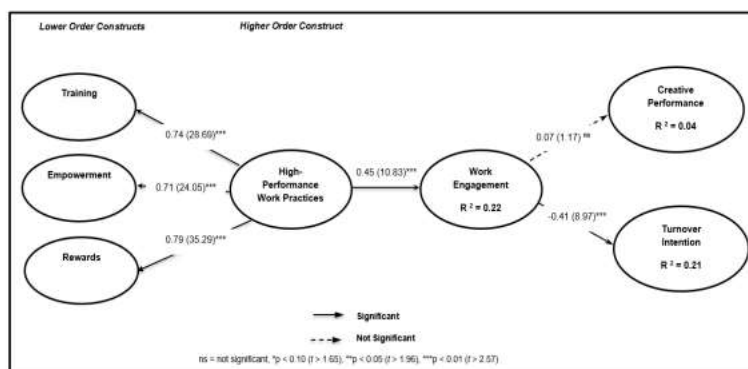 Lower Order Constructs
Higher Order Construct
Training
Creative
Performance
R ² = 0.04
0.74 (28.69)***
0.07 (1.17) ns
Empowerment
0.71 (24.05)***
High-
Performance
Work Practices
0.45 (10.83)***
Work
Engagement
R ² = 0.22
-0.41 (8.97)***
Rewards
0.79 (35.29)***
Turnover
Intention
R ² = 0.21
Significant
Not Significant
ns = not significant, *p < 0.10 (t > 1.65), **p < 0.05 (t > 1.96), ***p < 0.01 (t > 2.57)